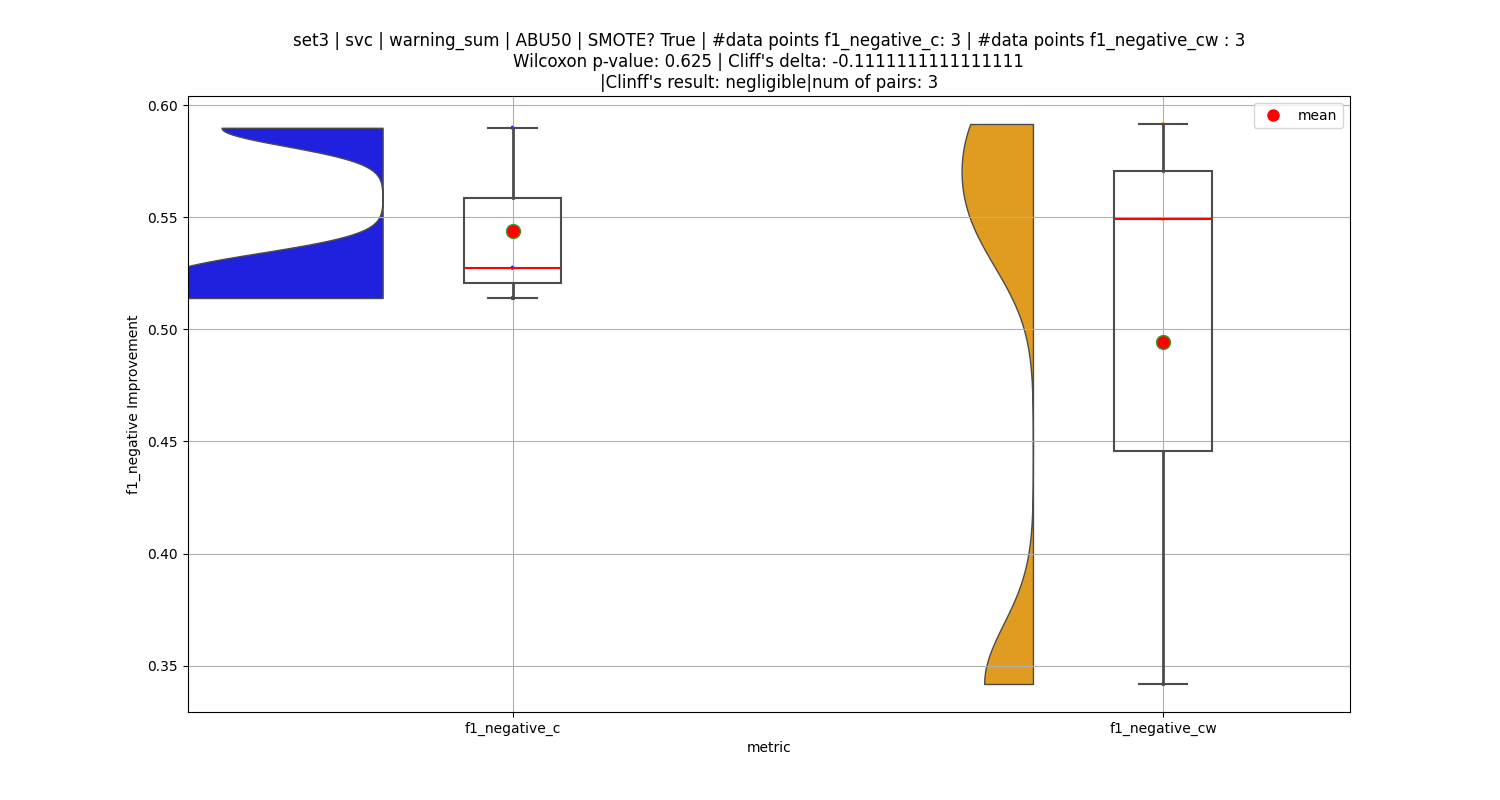 set3 | svc | warning_sum | ABU50 | SMOTE? True | #data points f1_negative_c: 3 | #data points f1_negative_cw : 3
Wilcoxon p-value: 0.625 | Cliff's delta: -0.1111111111111111
|Clinff's result: negligible|num of pairs: 3
mean
0.60
0.55
0.50
0.45
0.40
0.35
f1_negative Improvement
f1_negative_c
f1_negative_cw
metric